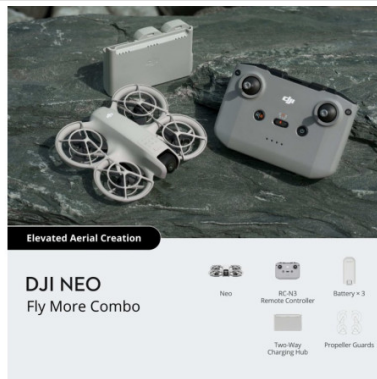 dji
Elevated Aerial Creation
DJI NEO
Fly More Combo
Neo
RC-N3
Remote Controller
Battery × 3
Two-Way
Charging Hub
Propeller Guards